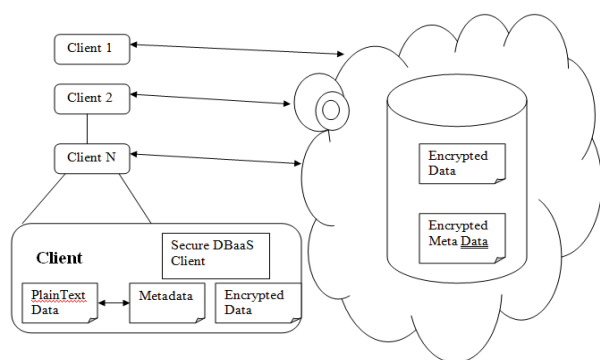 Client 1
Client 2
Client N
Encrypted
Data
Encrypted
Meta Data
Client
Secure DBaaS
Client
PlainText
Data
Metadata
Encrypted
Data